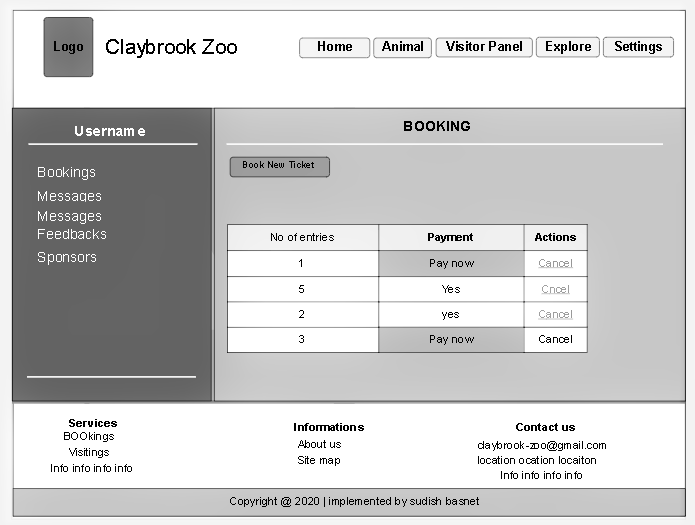 Logo
Claybrook Zoo
Home Animal Visitor Panel Explore Settings
Username
Bookings
Messages
Messages
Feedbacks
Sponsors
BOOKING
Book New Ticket
No of entries Payment Actions
1 Pay now Cancel
5 Yes Cncel
2 yes Cancel
3 Pay now Cancel
Services
BOOkings
Visitings
Info info info info
Informations
About us
Site map
Contact us
claybrook-zoo@gmail.com
location ocation locaiton
Info info info info
Copyright @ 2020 | implemented by sudish basnet